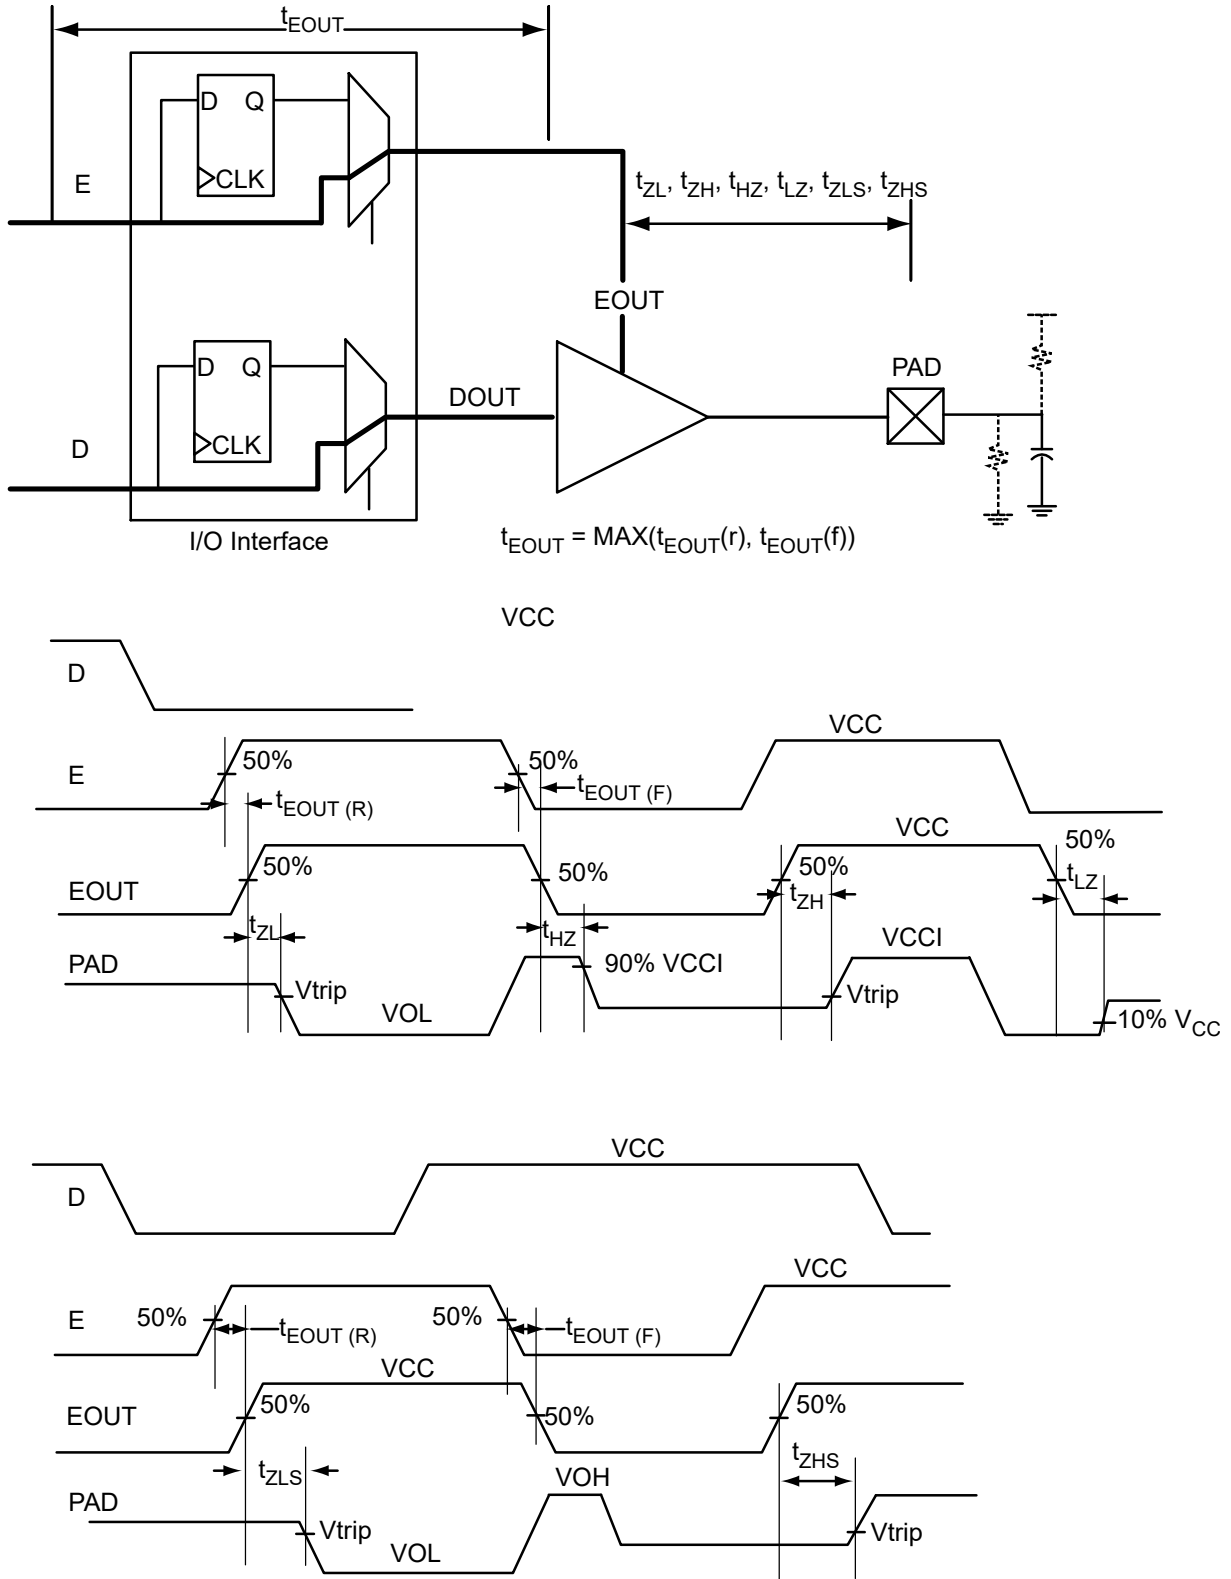 tEOUT
D Q
CLK
E
tZL, tZH, tHZ, tLZ, tZLS, tZHS
EOUT
D Q
CLK
D
DOUT
PAD
I/O Interface
tEOUT = MAX(tEOUT(r), tEOUT(f))
VCC
D
VCC
E
50%
50%
tEOUT (R)
tEOUT (F)
VCC
50%
EOUT
50%
50%
50%
tZL
tHZ
tZH
tLZ
PAD
VCCI
90% VCCI
Vtrip
Vtrip
VOL
10% VCC
VCC
D
VCC
E
50%
50%
tEOUT (R)
tEOUT (F)
VCC
EOUT
50%
50%
50%
tZLS
tZHS
VOH
PAD
Vtrip
Vtrip
VOL